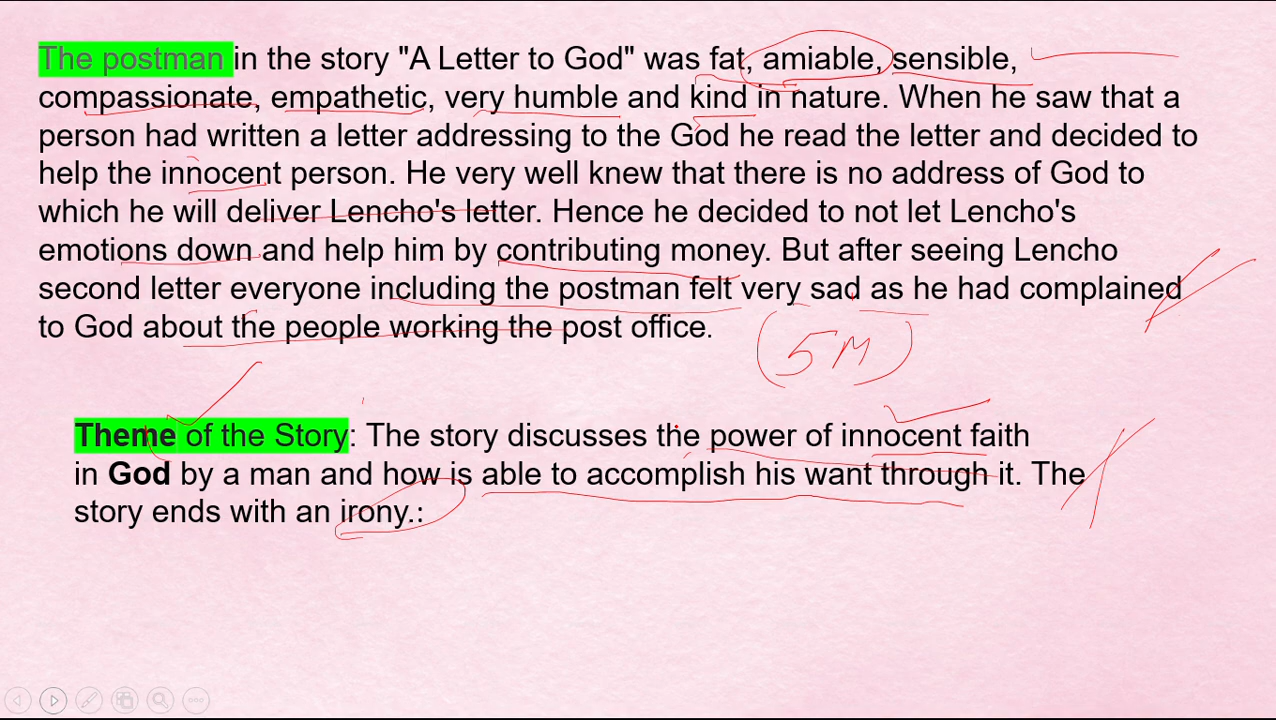 The postman in the story "A Letter to God" was fat, amiable, sensible,
compassionate, empathetic, very humble and kind in nature. When he saw that a
person had written a letter addressing to the God he read the letter and decided to
help the innocent person. He very well knew that there is no address of God to
which he will deliver Lencho's letter. Hence he decided to not let Lencho's
emotions down and help him by contributing money. But after seeing Lencho
second letter everyone including the postman felt very sad as he had complained
to God about the people working the post office.
(5M)
Theme of the Story: The story discusses the power of innocent faith
in God by a man and how is able to accomplish his want through it. The
story ends with an irony.: